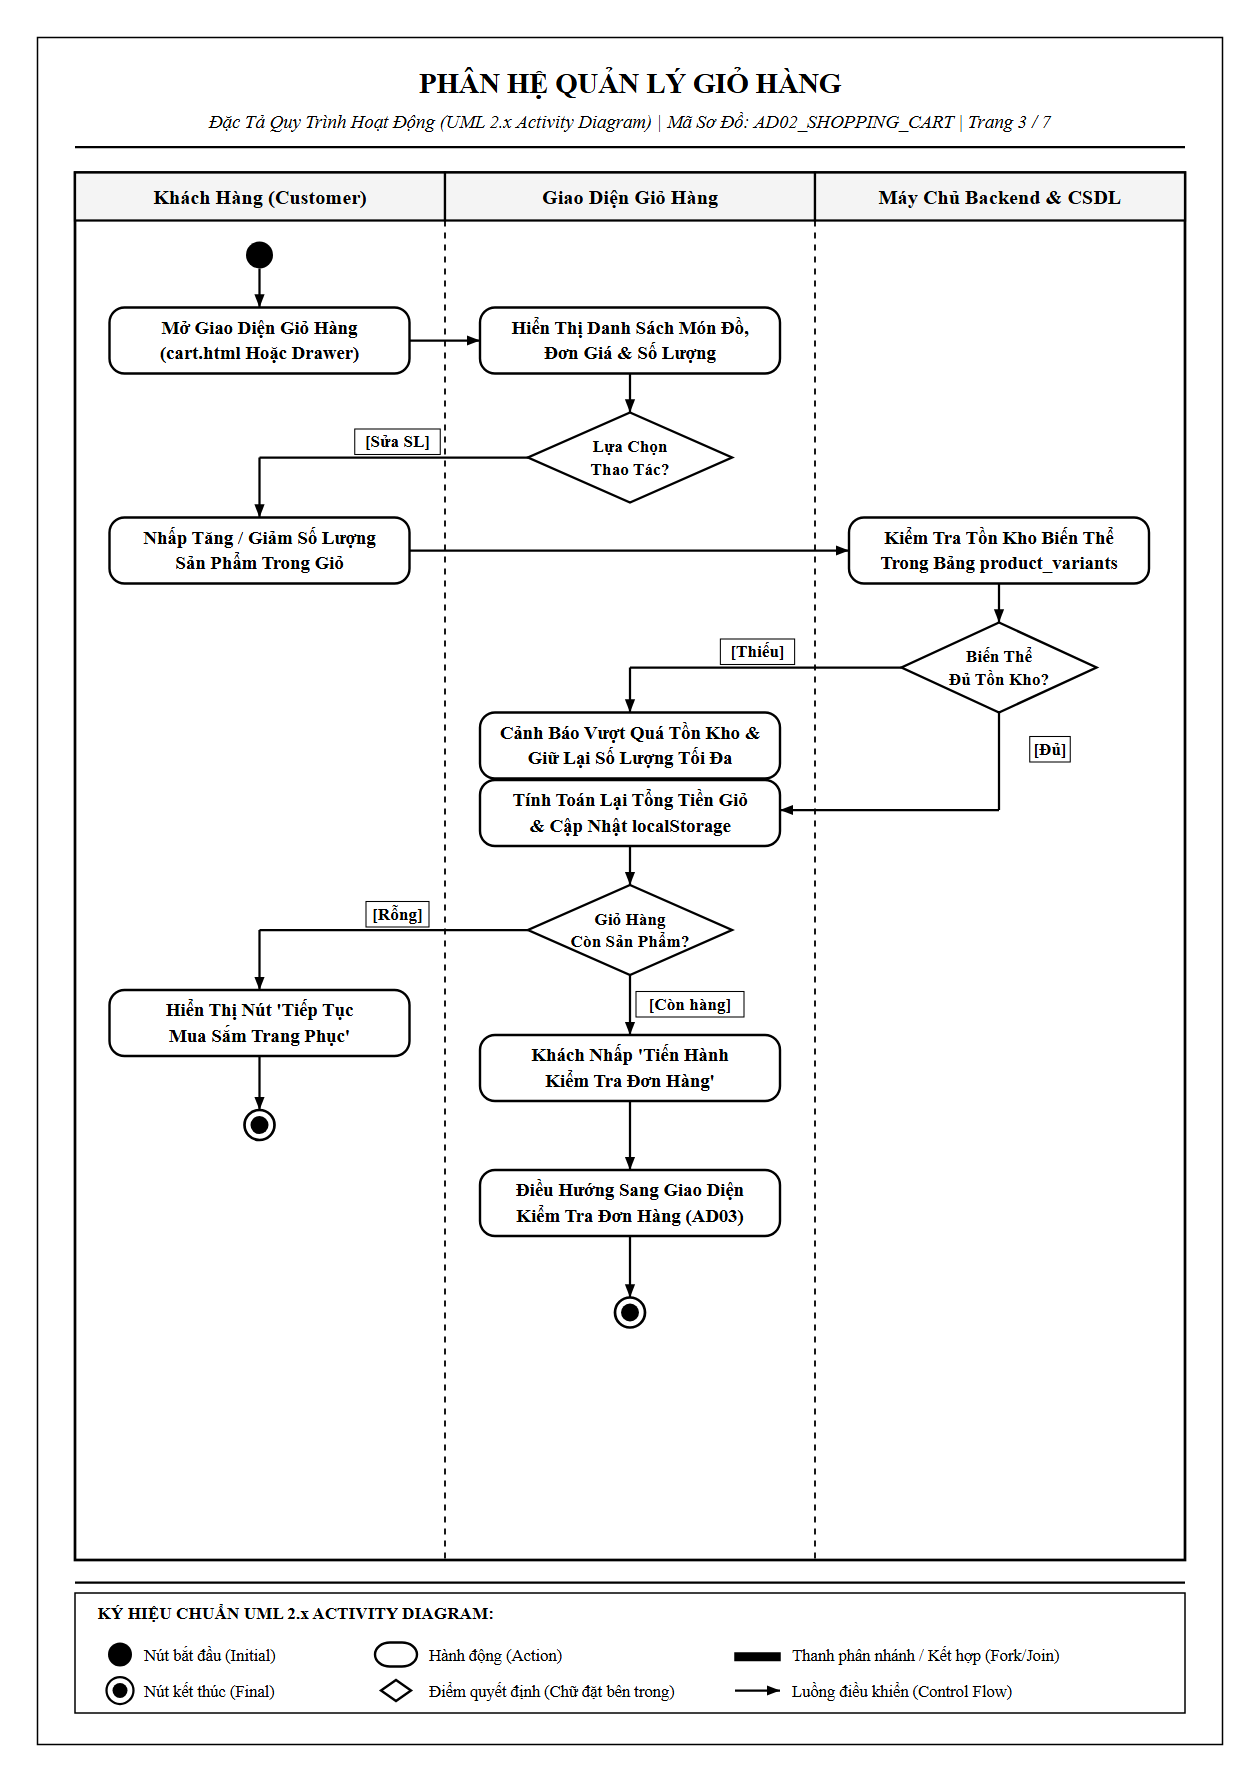 PHÂN HỆ QUẢN LÝ GIỎ HÀNG
Đặc Tả Quy Trình Hoạt Động (UML 2.x Activity Diagram) | Mã Sơ Đồ: AD02_SHOPPING_CART | Trang 3 / 7
Khách Hàng (Customer)
Giao Diện Giỏ Hàng
Máy Chủ Backend & CSDL
Mở Giao Diện Giỏ Hàng
(cart.html Hoặc Drawer)
Hiển Thị Danh Sách Món Đồ,
Đơn Giá & Số Lượng
Lựa Chọn
Thao Tác?
[Sửa SL]
Nhấp Tăng / Giảm Số Lượng
Sản Phẩm Trong Giỏ
Kiểm Tra Tồn Kho Biến Thể
Trong Bảng product_variants
Biến Thể
Đủ Tồn Kho?
[Thiếu]
[Đủ]
Cảnh Báo Vượt Quá Tồn Kho &
Giữ Lại Số Lượng Tối Đa
Tính Toán Lại Tổng Tiền Giỏ
& Cập Nhật localStorage
Giỏ Hàng
Còn Sản Phẩm?
[Rỗng]
[Còn hàng]
Hiển Thị Nút 'Tiếp Tục
Mua Sắm Trang Phục'
Khách Nhấp 'Tiến Hành
Kiểm Tra Đơn Hàng'
Điều Hướng Sang Giao Diện
Kiểm Tra Đơn Hàng (AD03)
KÝ HIỆU CHUẨN UML 2.x ACTIVITY DIAGRAM:
Nút bắt đầu (Initial)
Hành động (Action)
Thanh phân nhánh / Kết hợp (Fork/Join)
Nút kết thúc (Final)
Điểm quyết định (Chữ đặt bên trong)
Luồng điều khiển (Control Flow)